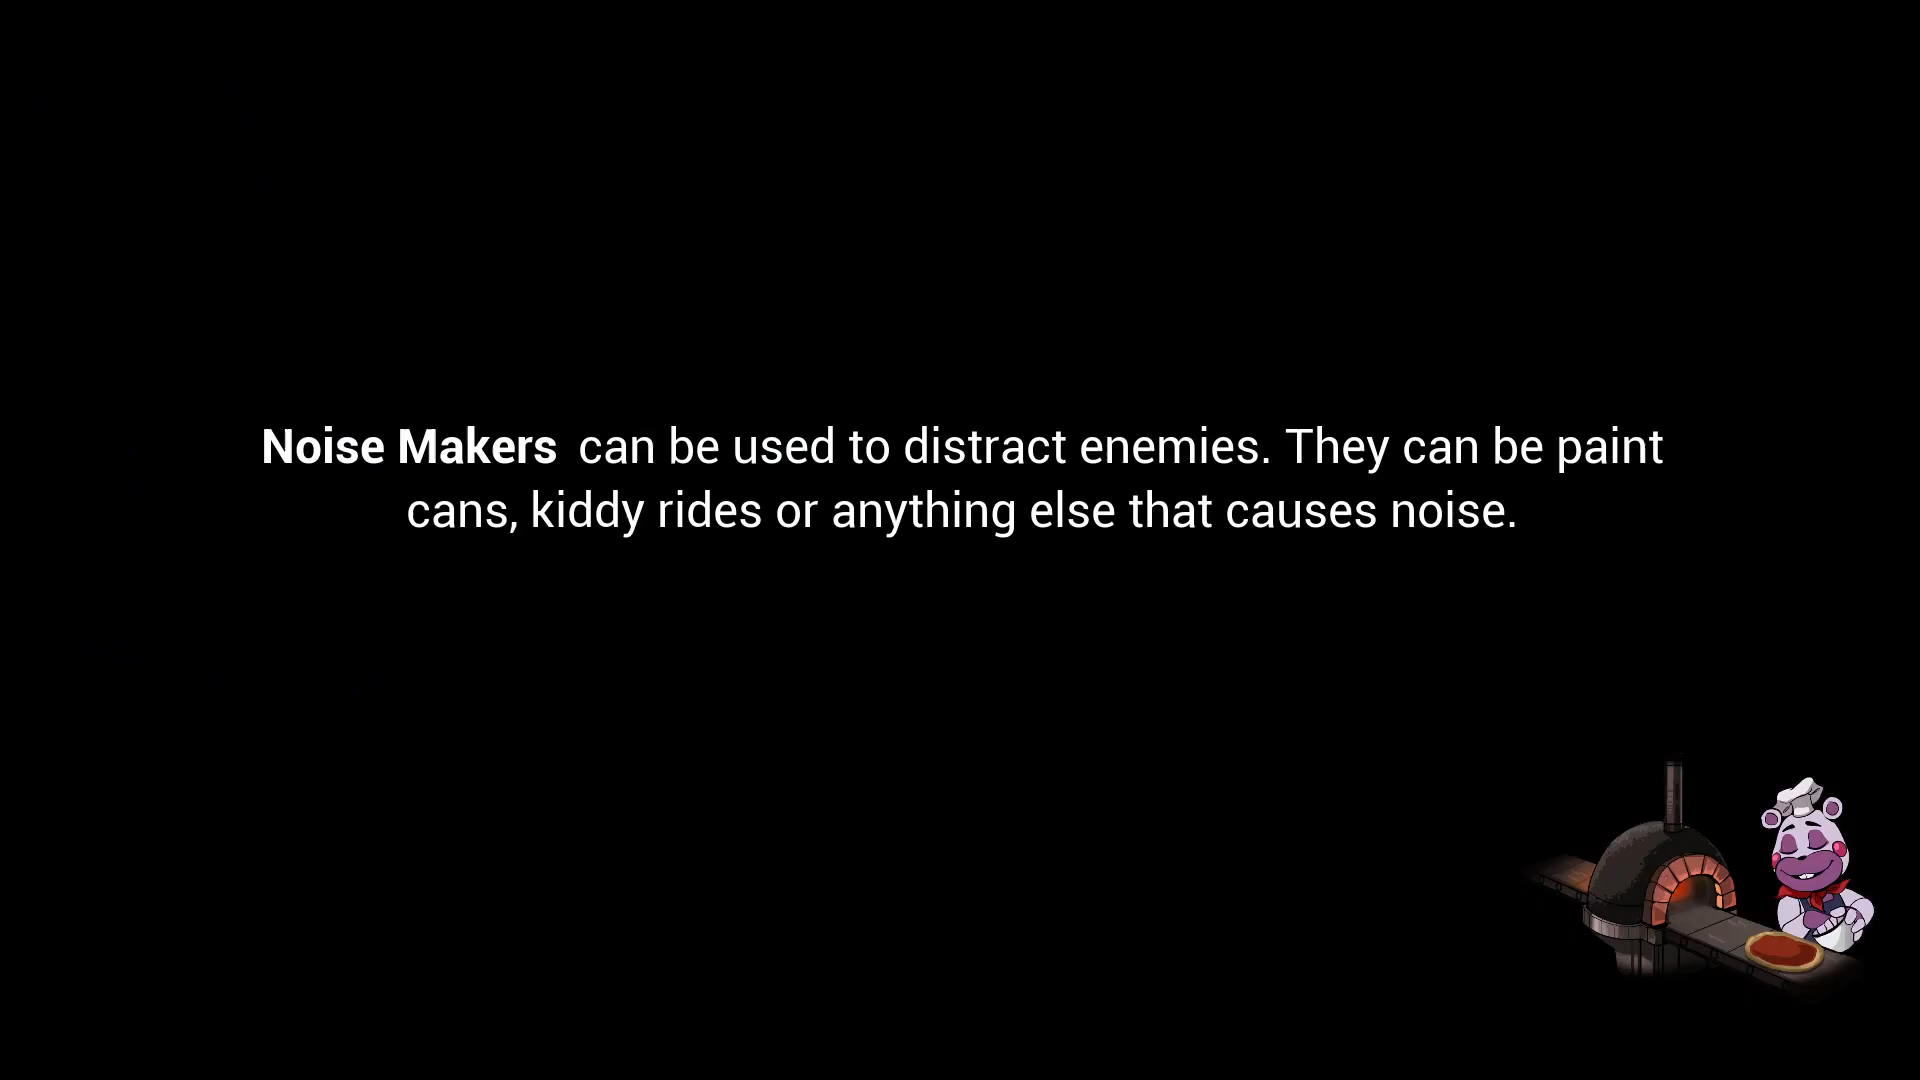 Noise Makers can be used to distract enemies. They can be paint
cans, kiddy rides or anything else that causes noise.